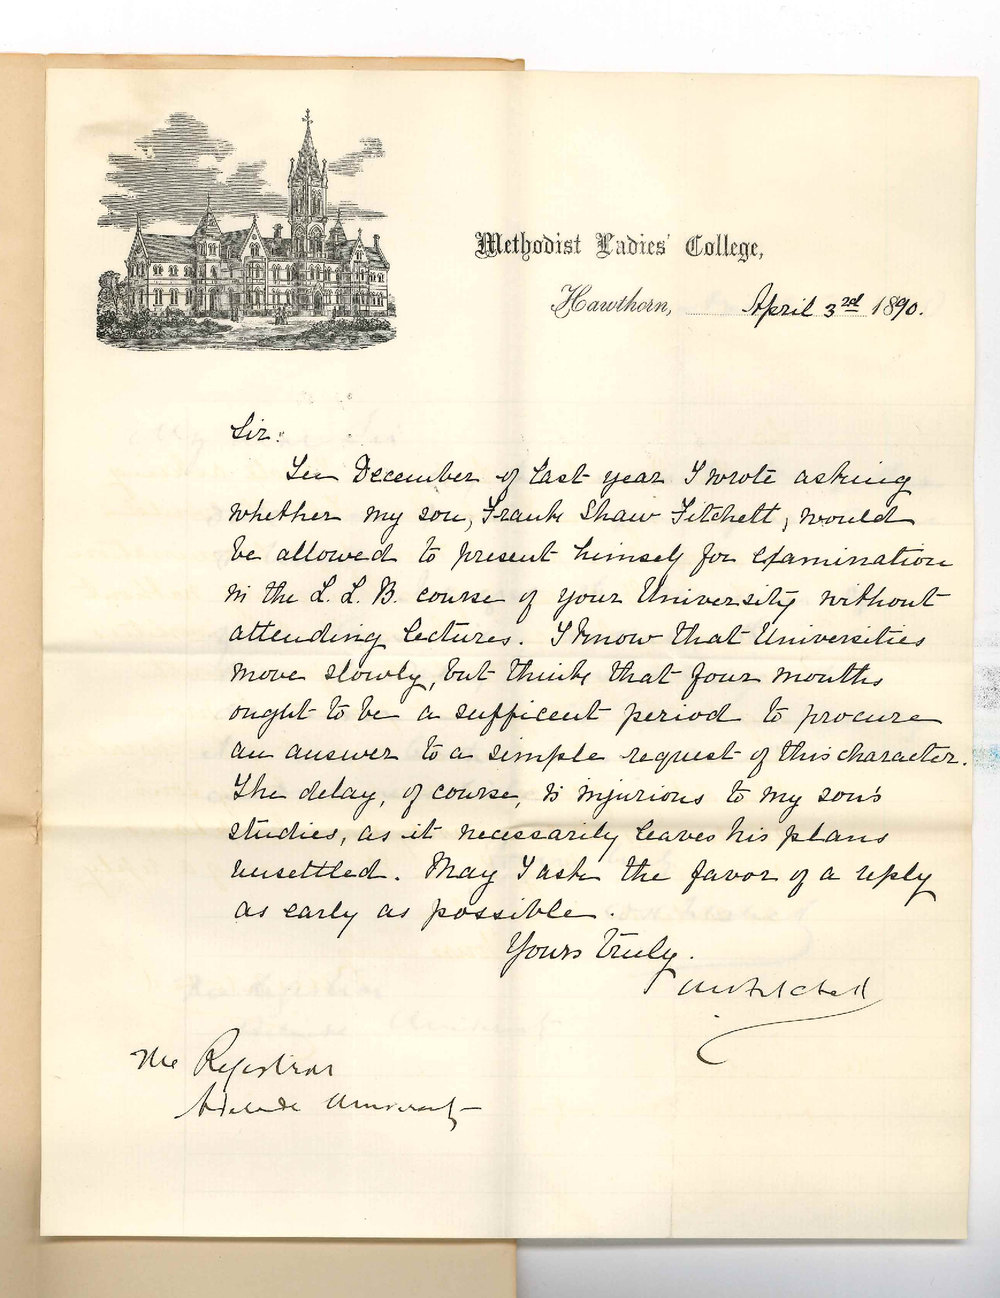 Methodist Ladies' College,
Hawthorn, April 3rd 1890.
Sir:
In December of last year I wrote asking
whether my son, Frank Shaw Fitchett, would
be allowed to present himself for examination
in the L. L. B. course of your University without
attending lectures. I know that Universities
move slowly, but think that four months
ought to be a sufficent period to procure
an answer to a simple request of this character.
The delay, of course, is injurious to my son's
studies, as it necessarily leaves his plans
unsettled. May I ask the favor of a reply
as early as possible.
Yours truly.
W H Fitchett
The Registrar
Adelaide University